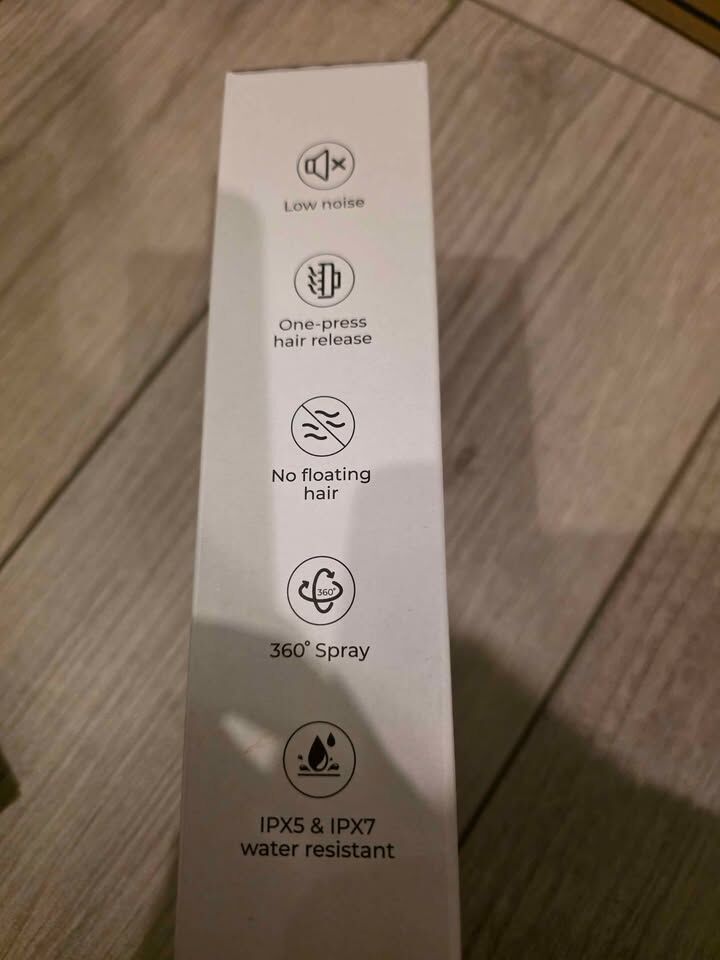 Low noise
One-press
hair release
No floating
hair
360°
360° Spray
IPX5 & IPX7
water resistant